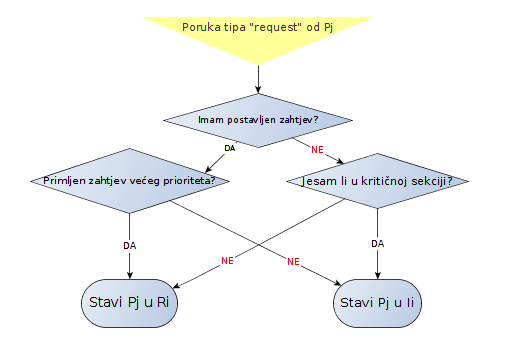 Poruka tipa "request" od Pj
Imam postavljen zahtjev?
DA
NE
Primljen zahtjev većeg prioriteta?
Jesam li u kritičnoj sekciji?
DA
NE
NE
DA
Stavi Pj u Ri
Stavi Pj u Ii